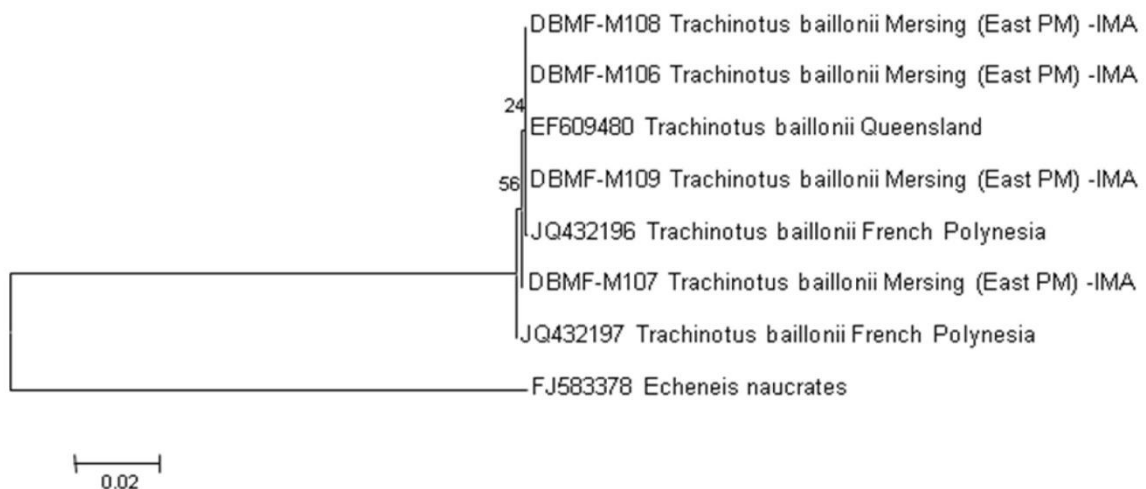 DBMF-M108 Trachinotus baillonii Mersing (East PM) -IMA
DBMF-M106 Trachinotus baillonii Mersing (East PM) -IMA
24
EF609480 Trachinotus baillonii Queensland
56
DBMF-M109 Trachinotus baillonii Mersing (East PM) -IMA
JQ432196 Trachinotus baillonii French Polynesia
DBMF-M107 Trachinotus baillonii Mersing (East PM) -IMA
JQ432197 Trachinotus baillonii French Polynesia
FJ583378 Echeneis naucrates
0.02